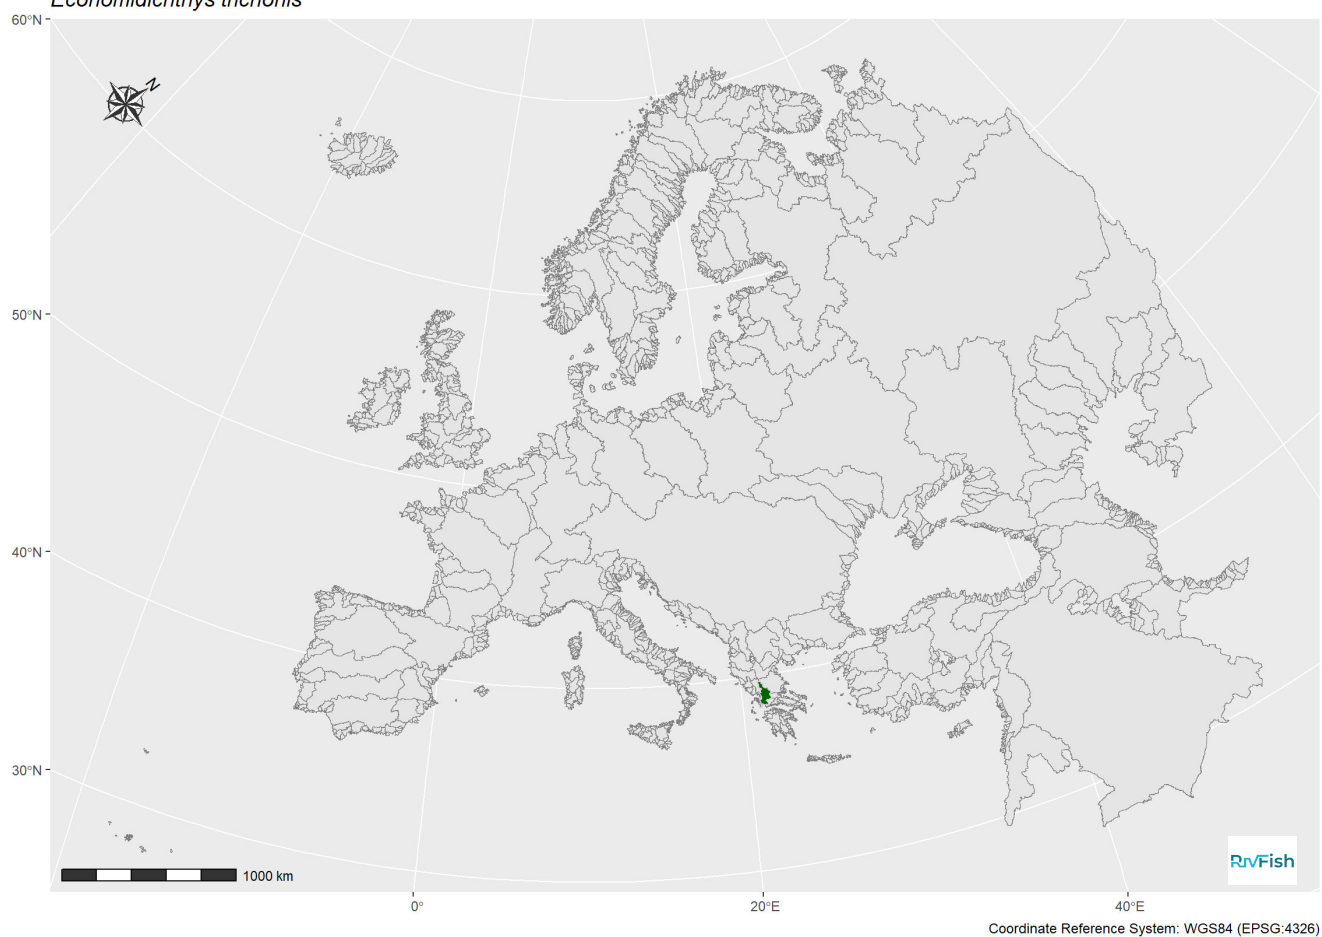 Economidichthys trichonis
60°N
N
50°N
40°N
30°N
1000 km
RivFish
0°
20°E
40°E
Coordinate Reference System: WGS84 (EPSG:4326)